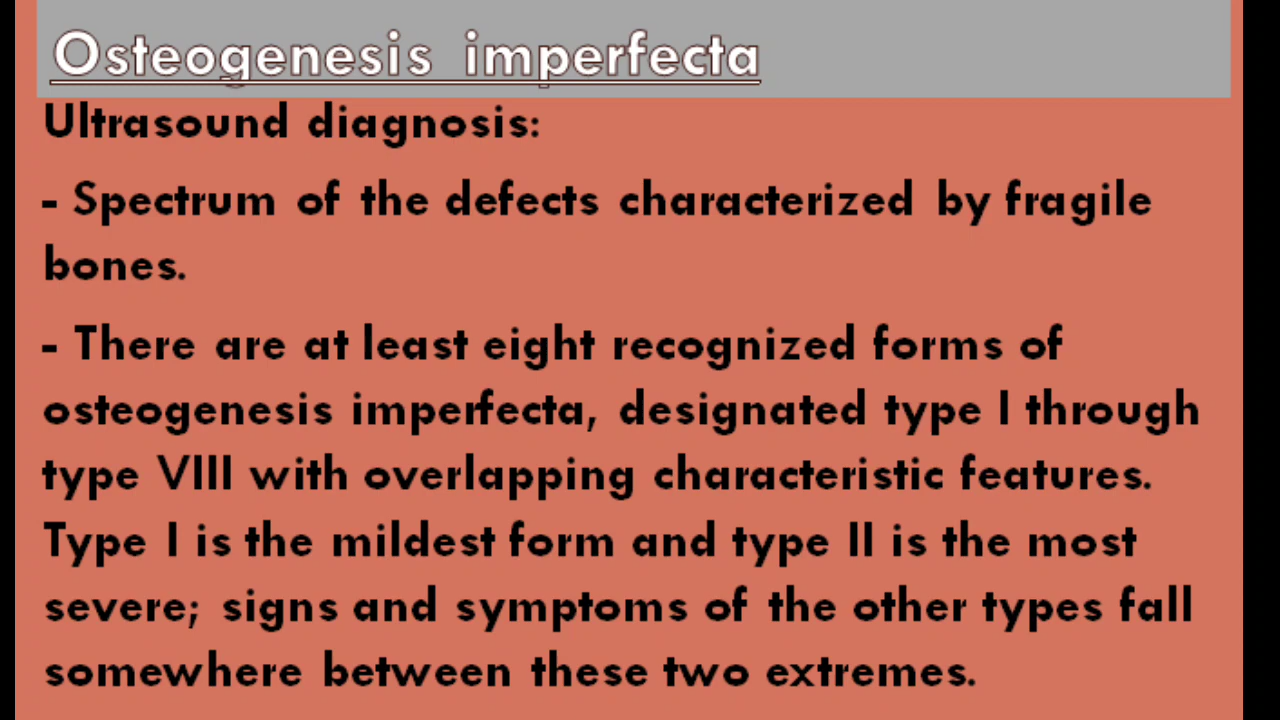 Osteogenesis imperfecta
Ultrasound diagnosis:
- Spectrum of the defects characterized by fragile
bones.
- There are at least eight recognized forms of
osteogenesis imperfecta, designated type I through
type VIII with overlapping characteristic features.
Type I is the mildest form and type II is the most
severe; signs and symptoms of the other types fall
somewhere between these two extremes.